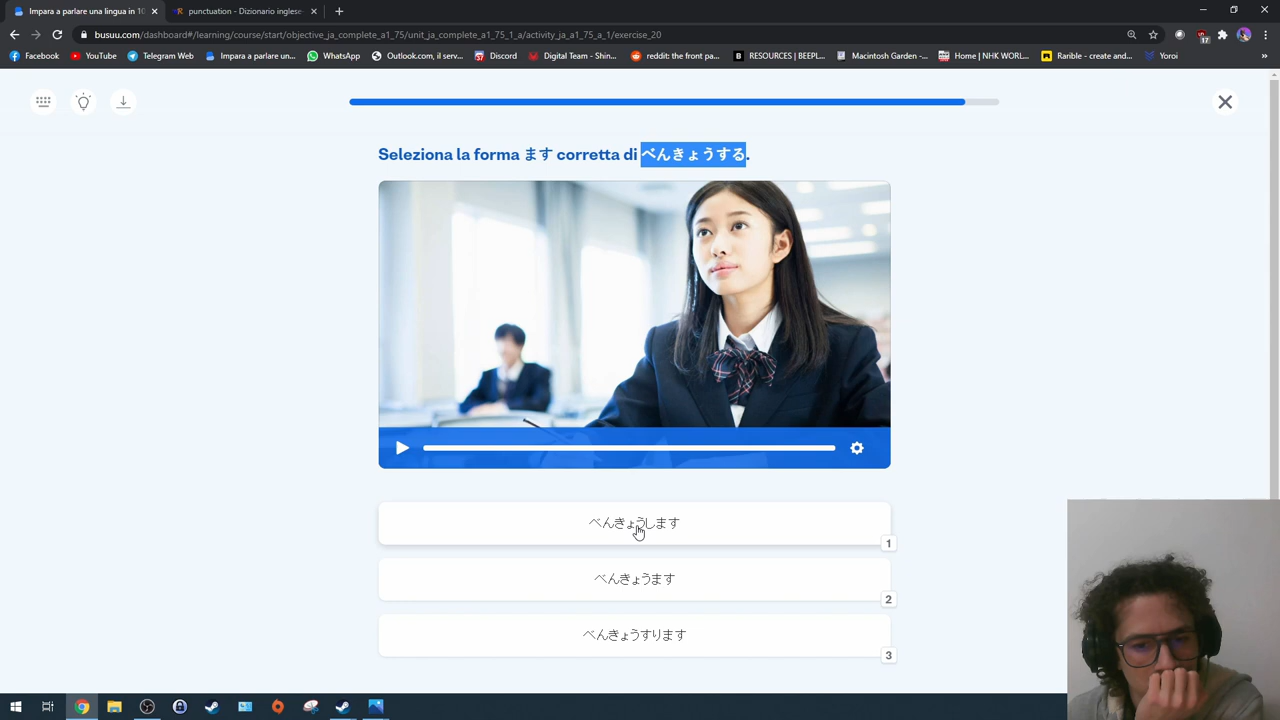 Impara a parlare una lingua in 10
punctuation - Dizionario inglese-
busuu.com/dashboard#/learning/course/start/objective_ja_complete_a1_75/unit_ja_complete_a1_75_1_a/activity_ja_a1_75_a_1/exercise_20
17
Facebook
YouTube
Telegram Web
Impara a parlare un...
WhatsApp
Outlook.com, il serv...
Discord
Digital Team - Shin...
reddit: the front pa...
RESOURCES | BEEPL...
Macintosh Garden -...
Home | NHK WORL...
Rarible - create and...
Yoroi
»
Seleziona la forma ます corretta di べんきょうする.
べんきょうします
1
べんきょうます
2
べんきょうすります
3